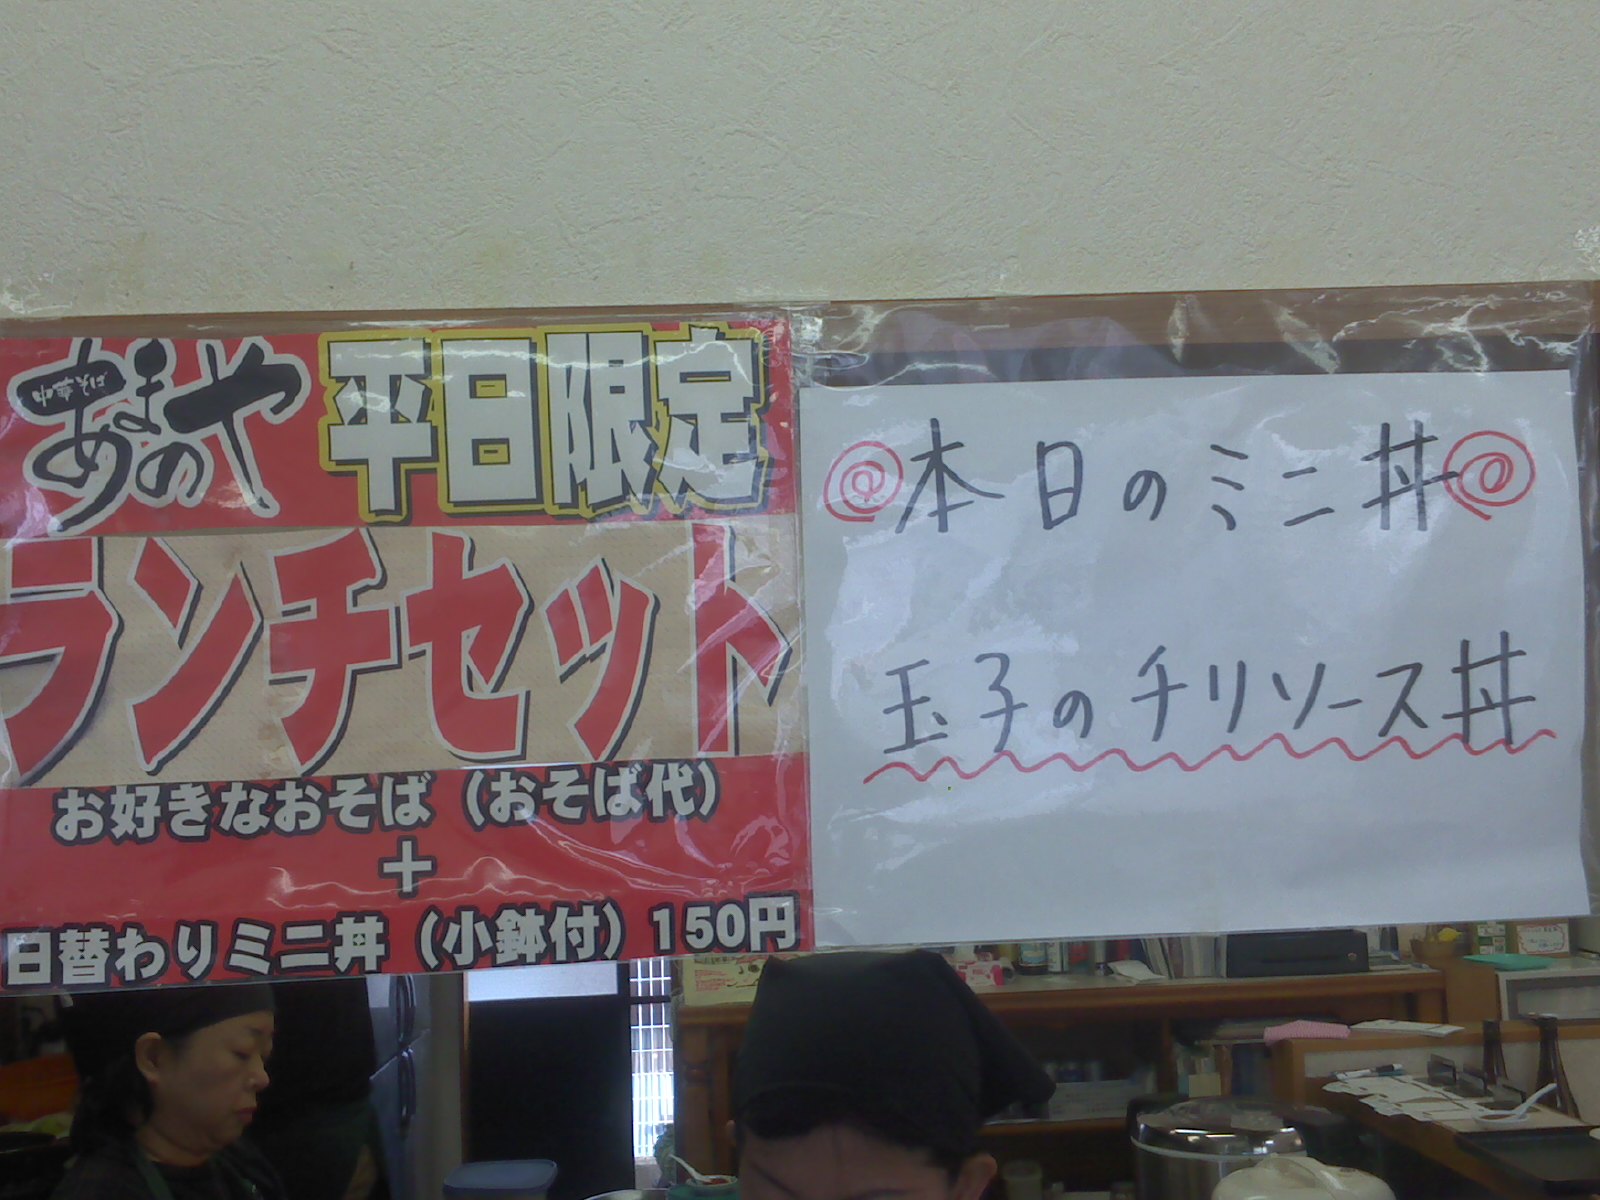 中華そば
あまのや
平日限定
ランチセット
お好きなおそば（おそば代）
＋
日替わりミニ丼（小鉢付）150円
本日のミニ丼
玉子のチリソース丼